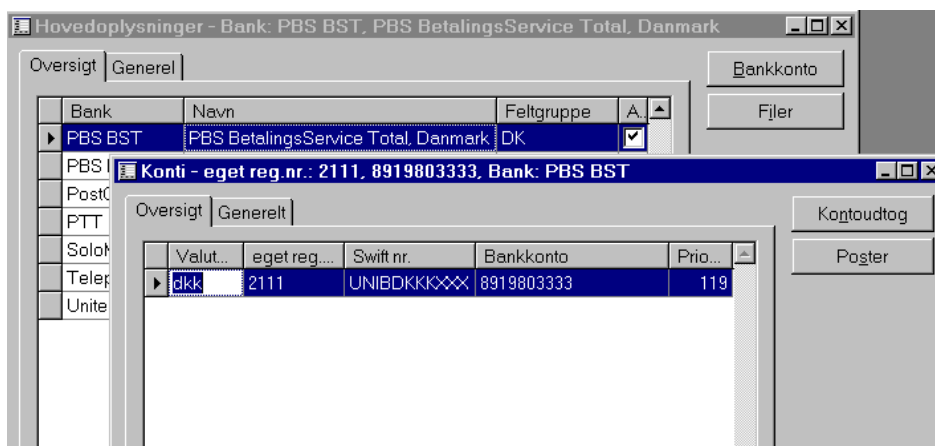 Hovedoplysninger - Bank: PBS BST, PBS BetalingsService Total, Danmark
Oversigt Generel
Bankkonto
Filer
Bank Navn Feltgruppe A..
PBS BST PBS BetalingsService Total, Danmark DK
PBS
PTT
Konti - eget reg.nr.: 2111, 8919803333, Bank: PBS BST
Oversigt Generelt
Kontoudtog
Poster
Valut... eget reg.... Swift nr. Bankkonto Prio...
dkk 2111 UNIBDKKKXXX 8919803333 119